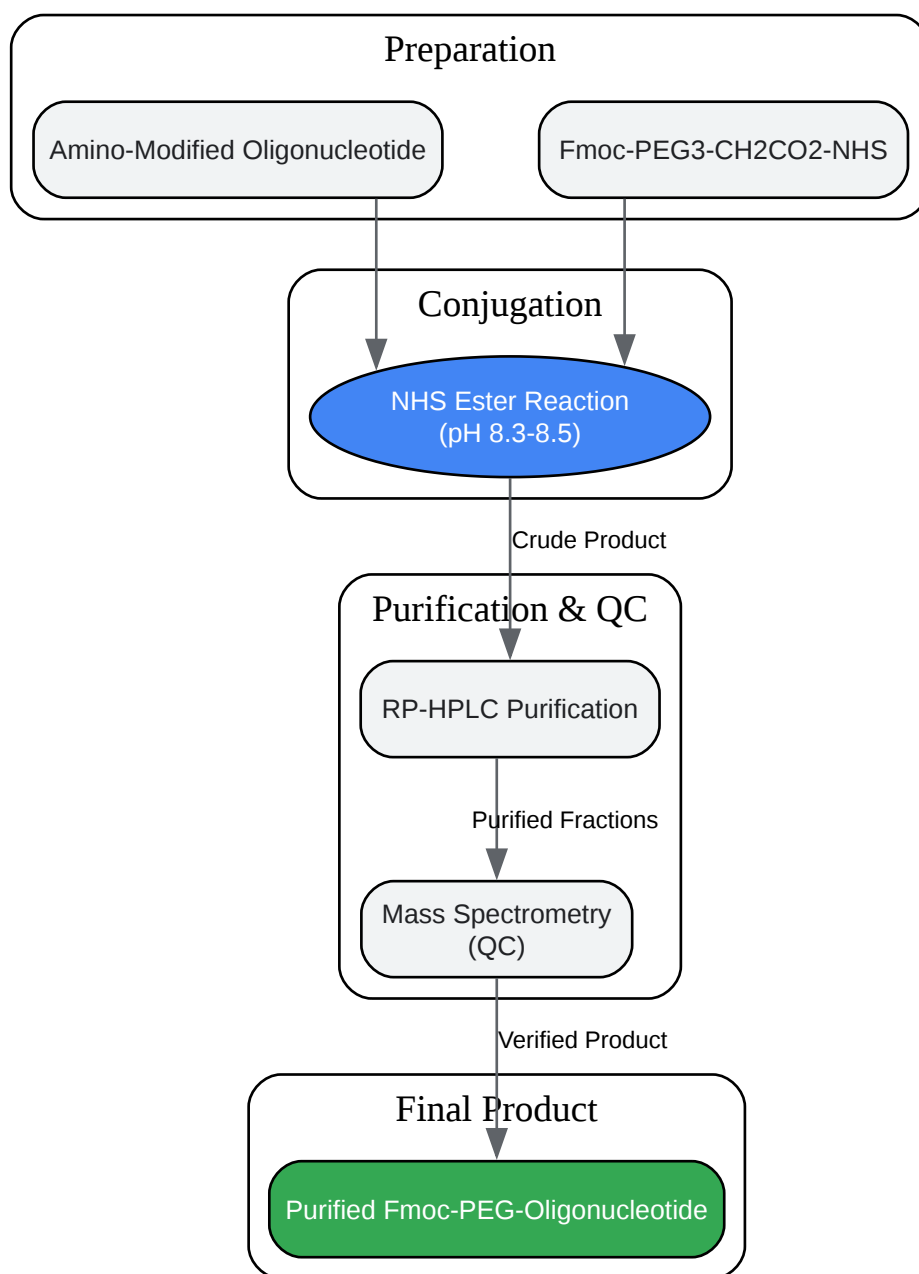 Preparation
Amino-Modified Oligonucleotide
Fmoc-PEG3-CH2CO2-NHS
Conjugation
NHS Ester Reaction
(pH 8.3-8.5)
Crude Product
Purification & QC
RP-HPLC Purification
Purified Fractions
Mass Spectrometry
(QC)
Verified Product
Final Product
Purified Fmoc-PEG-Oligonucleotide